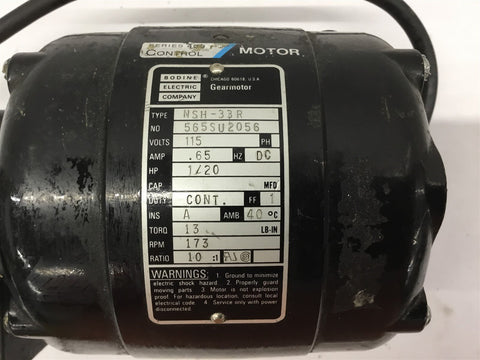 SERIES 400
CONTROL MOTOR
BODINE ELECTRIC COMPANY
CHICAGO 60618, U.S.A.
Gearmotor
TYPE NSH-33R
NO 565SU2056
VOLTS 115 PH
AMP .65 HZ DC
HP 1/20
CAP MFD
DUTY CONT. FF 1
INS A AMB 40 °C
TORQ 13 LB-IN
RPM 173
RATIO 10 :1
WARNINGS: 1. Ground to minimize
electric shock hazard. 2. Properly guard
moving parts 3 Motor is not explosion
proof. For hazardous location, consult local
electrical code. 4 Service only with power
disconnected.